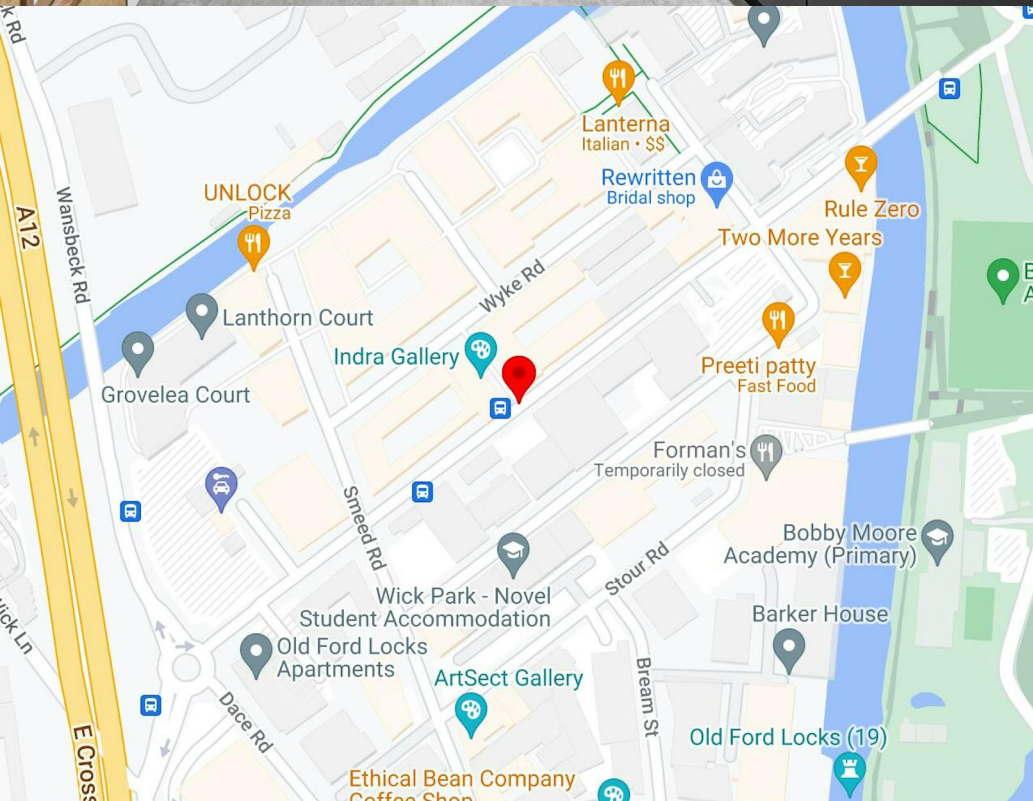 Rd
Lanterna
Italian • $$
Rewritten
Bridal shop
UNLOCK
Pizza
Rule Zero
Two More Years
A12
Wansbeck Rd
Wyke Rd
Lanthorn Court
Indra Gallery
Grovelea Court
Preeti patty
Fast Food
Forman's
Temporarily closed
Smeed Rd
Bobby Moore
Academy (Primary)
Stour Rd
Wick Park - Novel
Student Accommodation
Barker House
Old Ford Locks
Apartments
ArtSect Gallery
Bream St
Dace Rd
Old Ford Locks (19)
E Cross
Ethical Bean Company
Coffee Shop